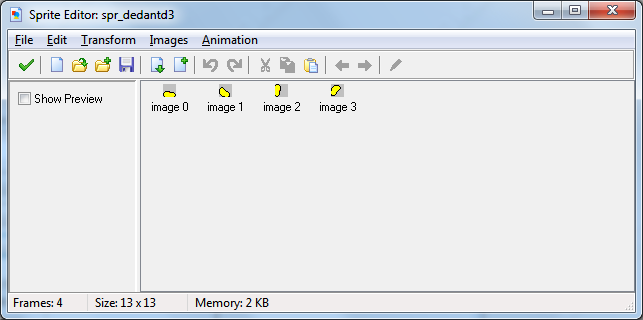 Sprite Editor: spr_dedantd3
File Edit Transform Images Animation
Show Preview
image 0 image 1 image 2 image 3
Frames: 4 Size: 13 x 13 Memory: 2 KB